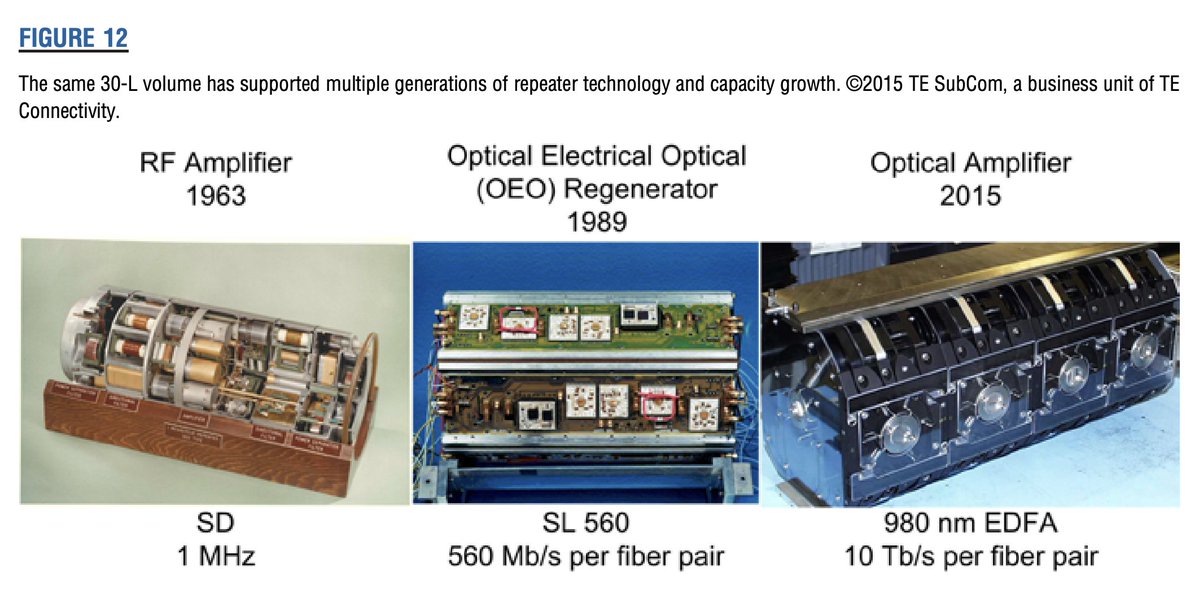 FIGURE 12
The same 30-L volume has supported multiple generations of repeater technology and capacity growth. ©2015 TE SubCom, a business unit of TE
Connectivity.
RF Amplifier
1963
Optical Electrical Optical
(OEO) Regenerator
1989
Optical Amplifier
2015
POWER SEPARATION
FILTER
DIRECTIONAL
FILTER
AMPLIFIER
DIRECTIONAL
FILTER
POWER SEPARATION
FILTER
SD
1 MHz
SL 560
560 Mb/s per fiber pair
980 nm EDFA
10 Tb/s per fiber pair